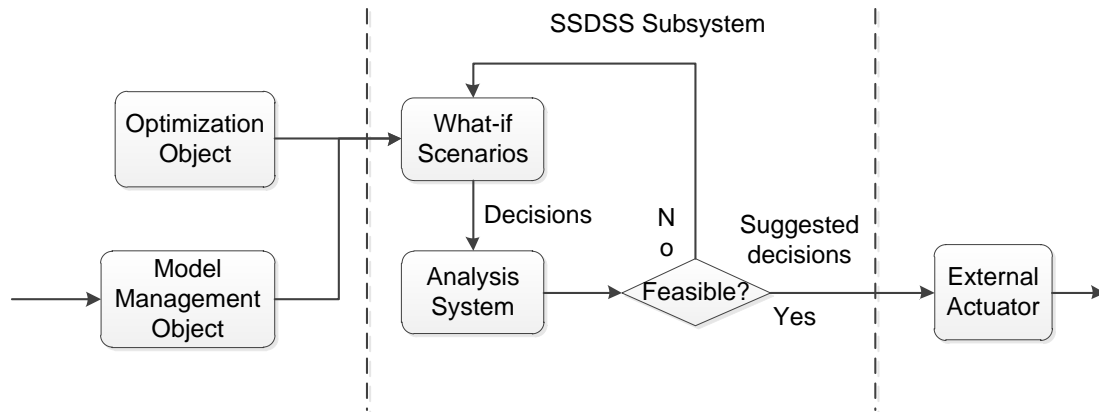 SSDSS Subsystem
Optimization
Object
What-if
Scenarios
Decisions
N
o
Suggested
decisions
Model
Management
Object
Analysis
System
Feasible?
Yes
External
Actuator